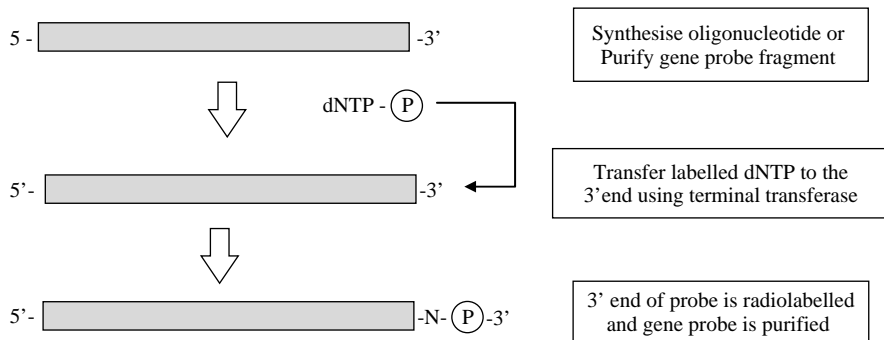 5 - -3’
Synthesise oligonucleotide or
Purify gene probe fragment
dNTP - P
5’- -3’
Transfer labelled dNTP to the
3’end using terminal transferase
5’- -N- P -3’
3’ end of probe is radiolabelled
and gene probe is purified